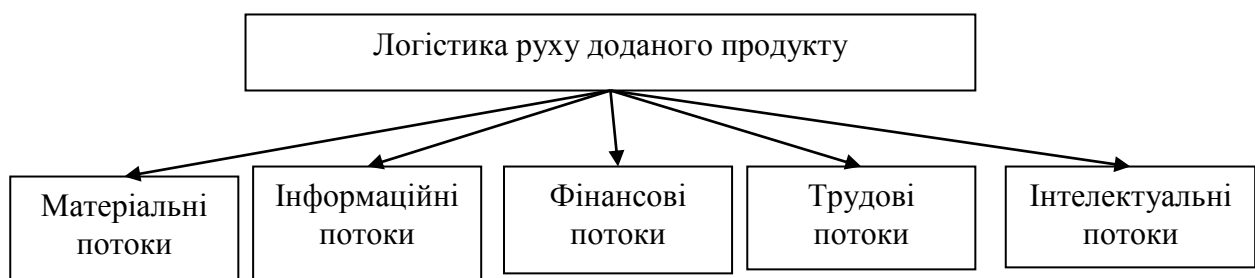 Логістика руху доданого продукту
Матеріальні
потоки
Інформаційні
потоки
Фінансові
потоки
Трудові
потоки
Інтелектуальні
потоки